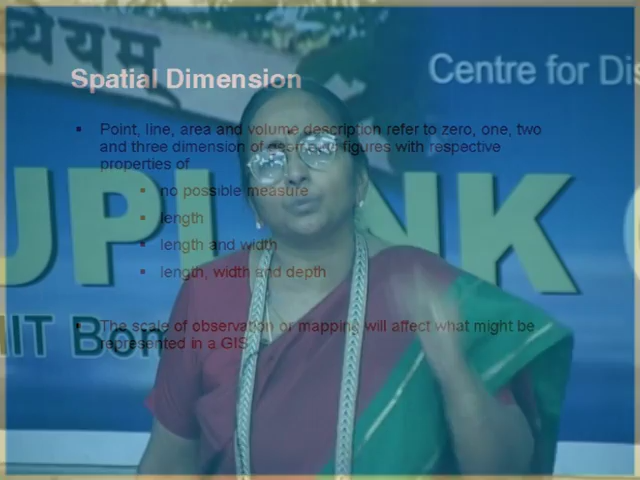 ध्येयम्
Spatial Dimension
Centre for Dis
Point, line, area and volume description refer to zero, one, two
and three dimension of geometric figures with respective
properties of
no possible measure
length
length and width
length, width and depth
UPLINK
IIT Bom
The scale of observation or mapping will affect what might be
represented in a GIS